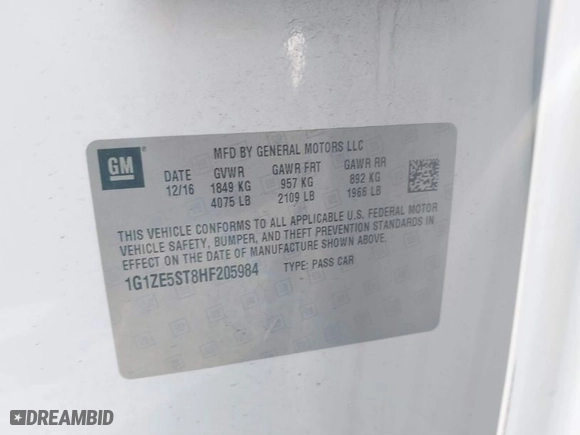 GM
MFD BY GENERAL MOTORS LLC
DATE GVWR GAWR FRT GAWR RR
12/16 1849 KG 957 KG 892 KG
4075 LB 2109 LB 1966 LB
THIS VEHICLE CONFORMS TO ALL APPLICABLE U.S. FEDERAL MOTOR
VEHICLE SAFETY, BUMPER, AND THEFT PREVENTION STANDARDS IN
EFFECT ON THE DATE OF MANUFACTURE SHOWN ABOVE.
1G1ZE5ST8HF205984 TYPE: PASS CAR
DREAMBID